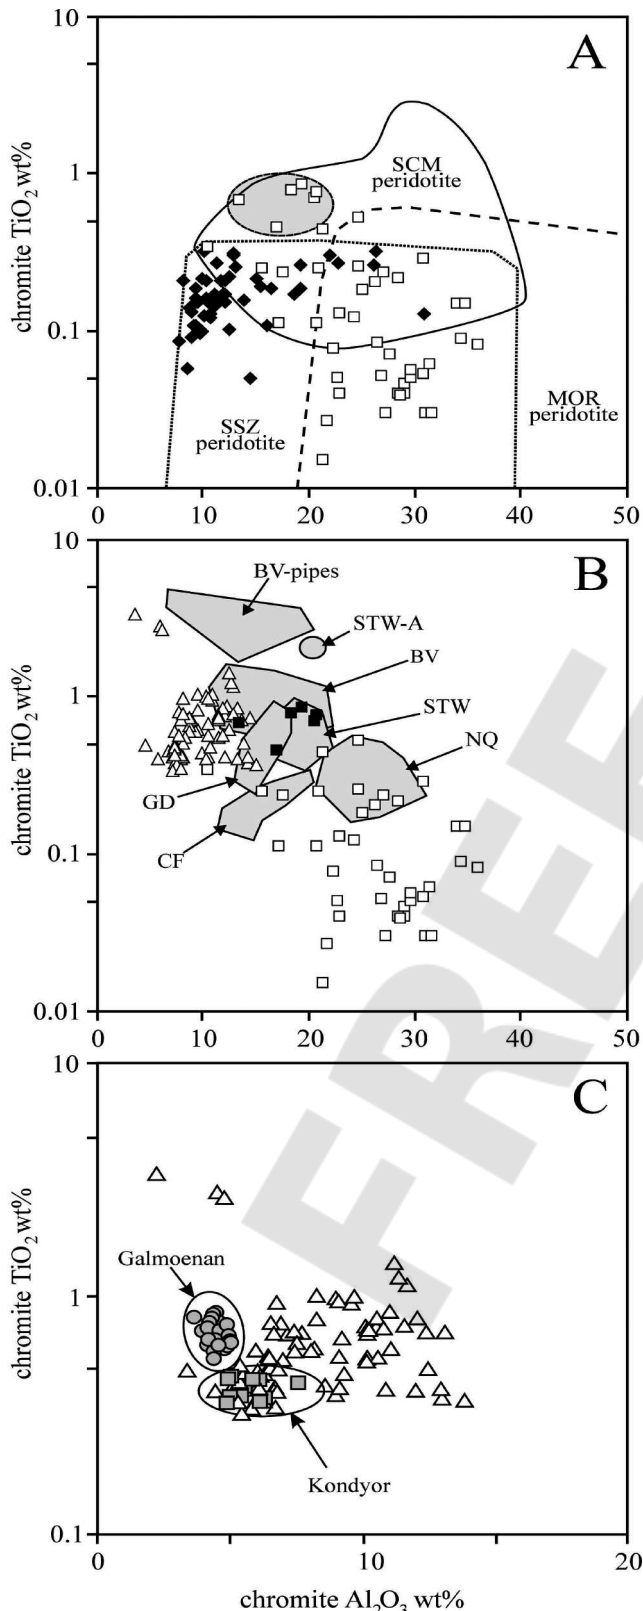 10
A
SCM
peridotite
chromite TiO₂ wt%
1
0.1
SSZ
peridotite
MOR
peridotite
0.01
0
10
20
30
40
50
10
B
BV-pipes
STW-A
BV
STW
NQ
GD
CF
chromite TiO₂ wt%
1
0.1
0.01
0
10
20
30
40
50
10
C
Galmoenan
Kondyor
chromite TiO₂ wt%
1
0.1
0
10
20
chromite Al₂O₃ wt%
FREE